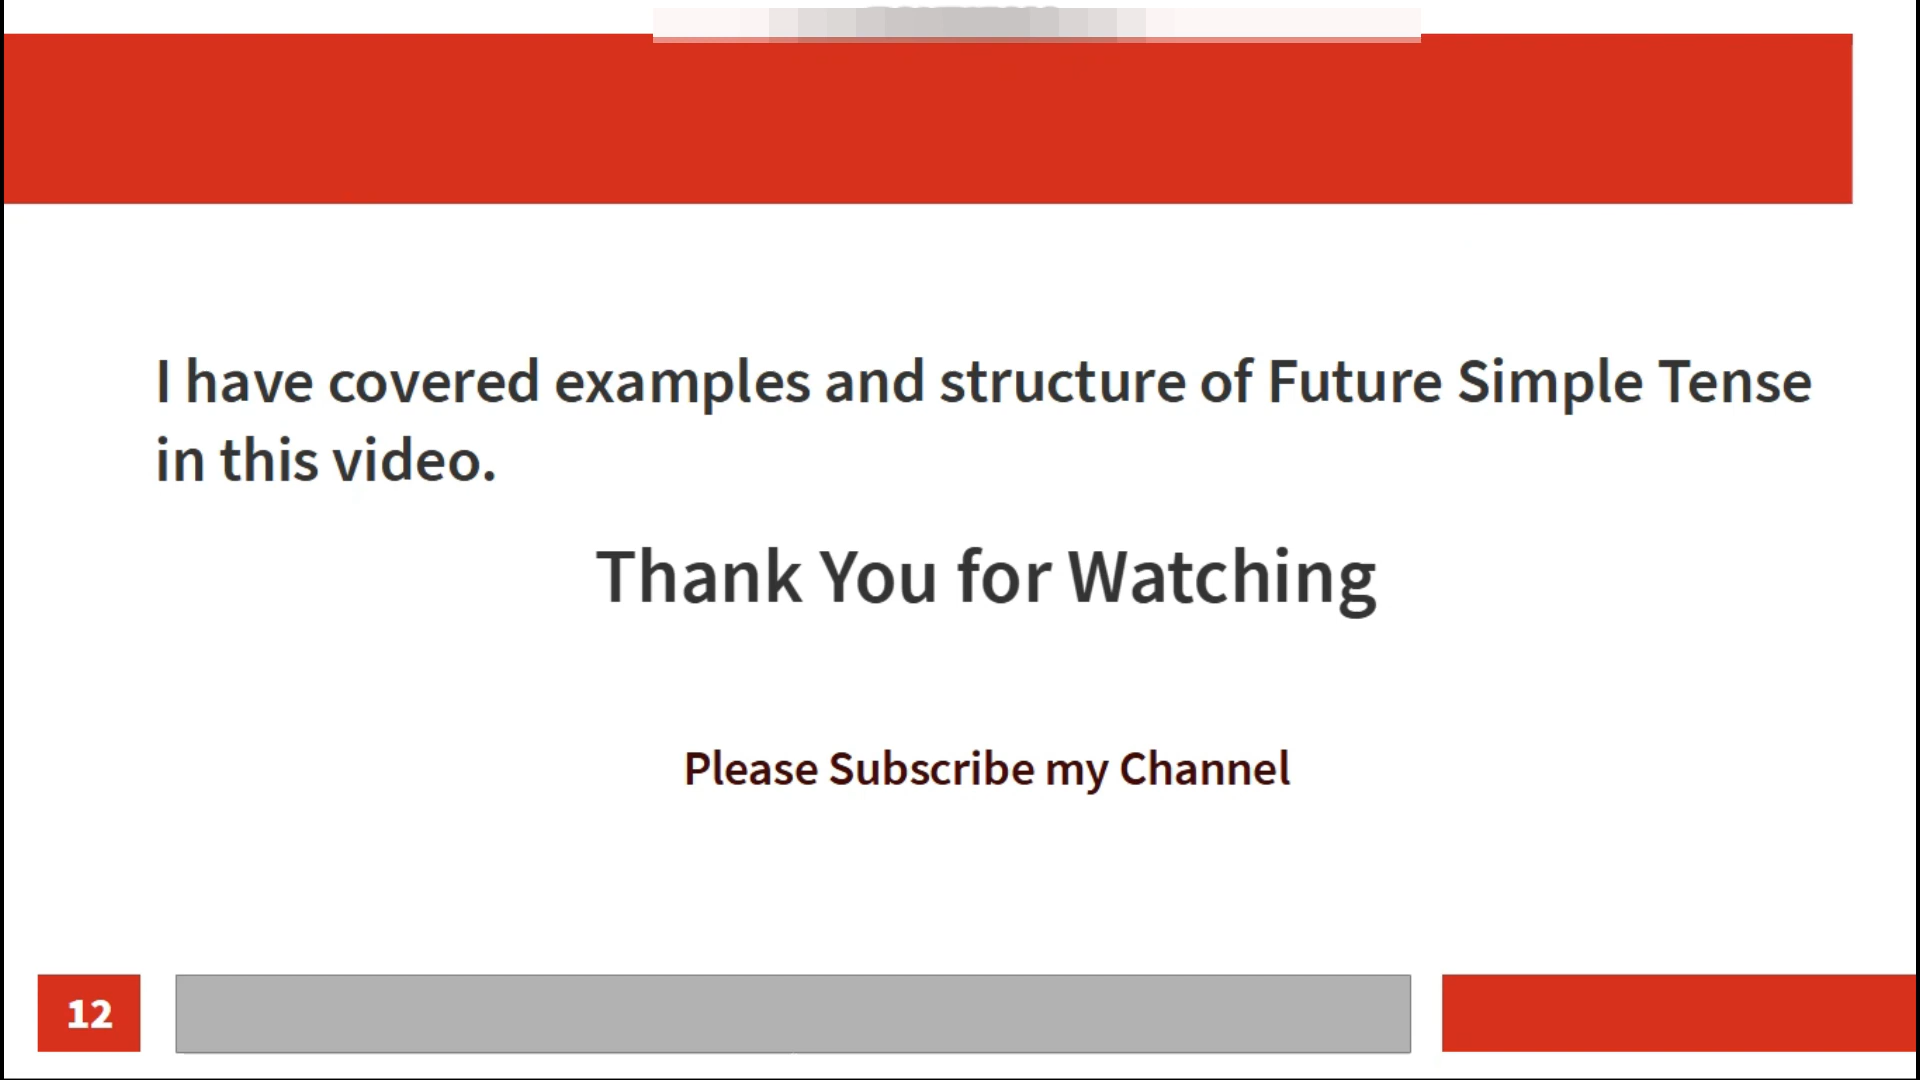 I have covered examples and structure of Future Simple Tense
in this video.
Thank You for Watching
Please Subscribe my Channel
12